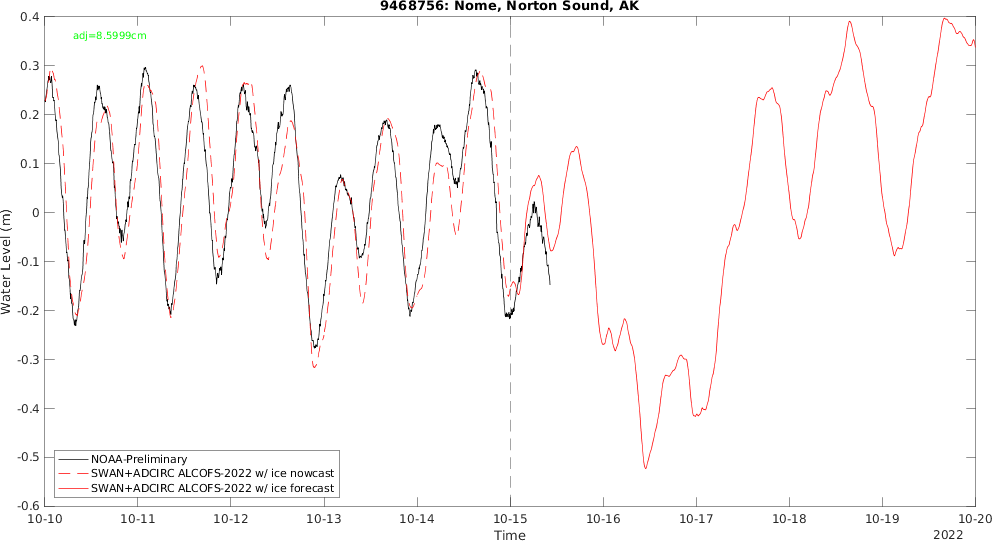 9468756: Nome, Norton Sound, AK
adj=8.5999cm
0.4
0.3
0.2
0.1
0
-0.1
-0.2
-0.3
-0.4
-0.5
-0.6
Water Level (m)
NOAA-Preliminary
SWAN+ADCIRC ALCOFS-2022 w/ ice nowcast
SWAN+ADCIRC ALCOFS-2022 w/ ice forecast
10-10 10-11 10-12 10-13 10-14 10-15 10-16 10-17 10-18 10-19 10-20
Time
2022